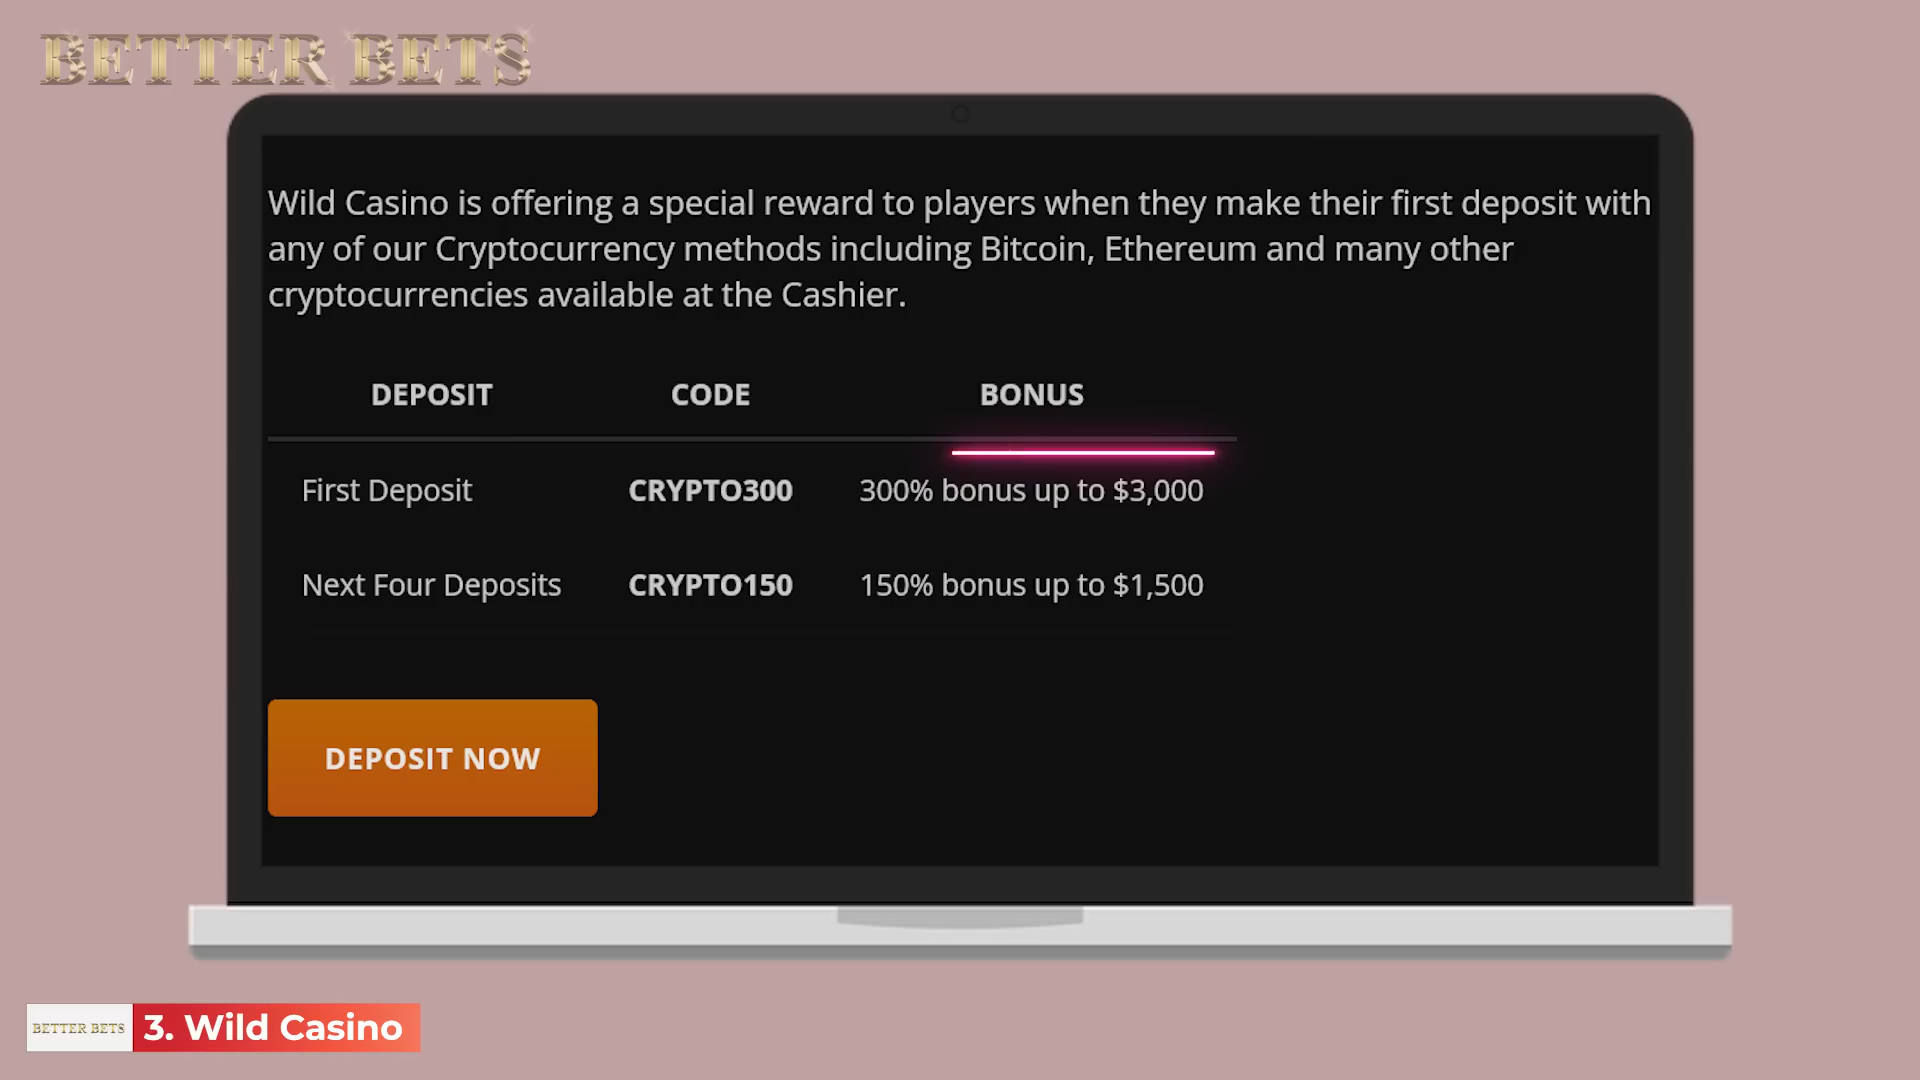 BETTER BETS
Wild Casino is offering a special reward to players when they make their first deposit with
any of our Cryptocurrency methods including Bitcoin, Ethereum and many other
cryptocurrencies available at the Cashier.
DEPOSIT CODE BONUS
First Deposit CRYPTO300 300% bonus up to $3,000
Next Four Deposits CRYPTO150 150% bonus up to $1,500
DEPOSIT NOW
BETTER BETS 3. Wild Casino